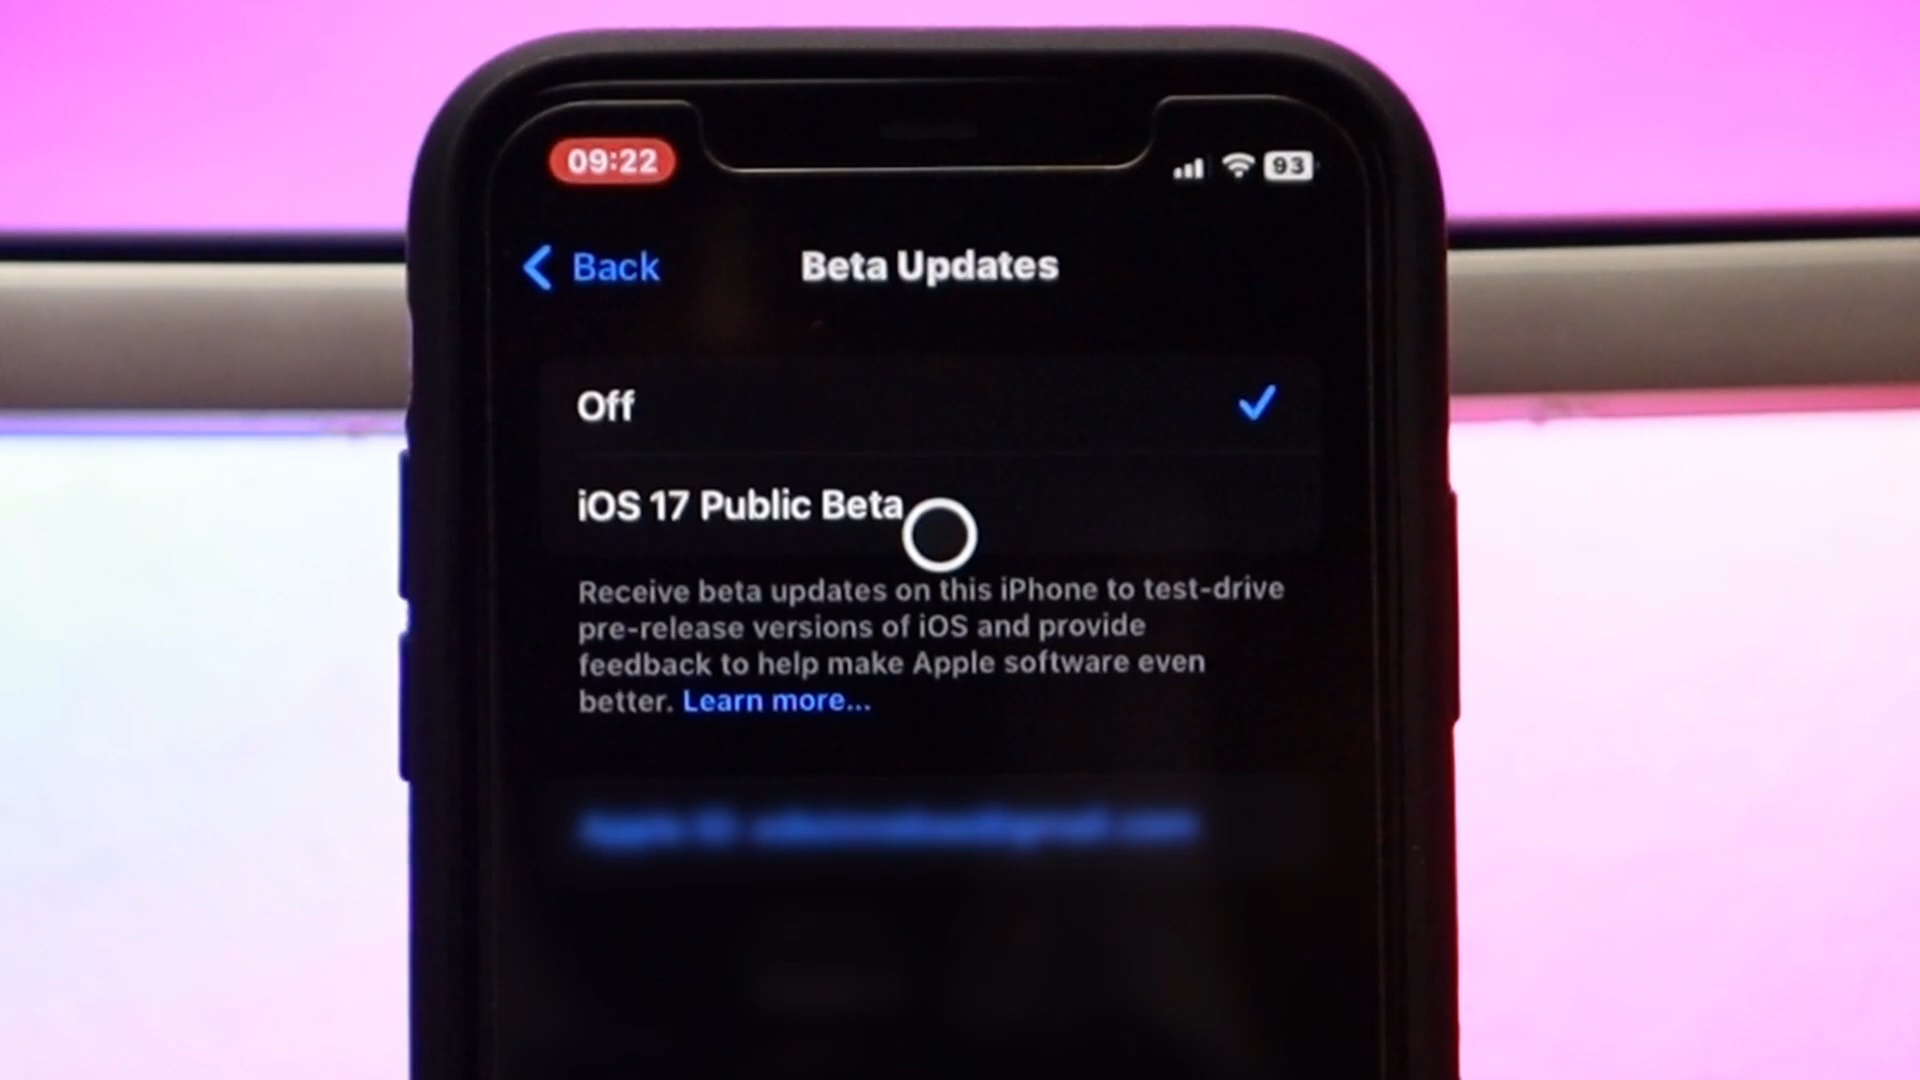 09:22
93
Back
Beta Updates
Off
iOS 17 Public Beta
Receive beta updates on this iPhone to test-drive
pre-release versions of iOS and provide
feedback to help make Apple software even
better. Learn more...